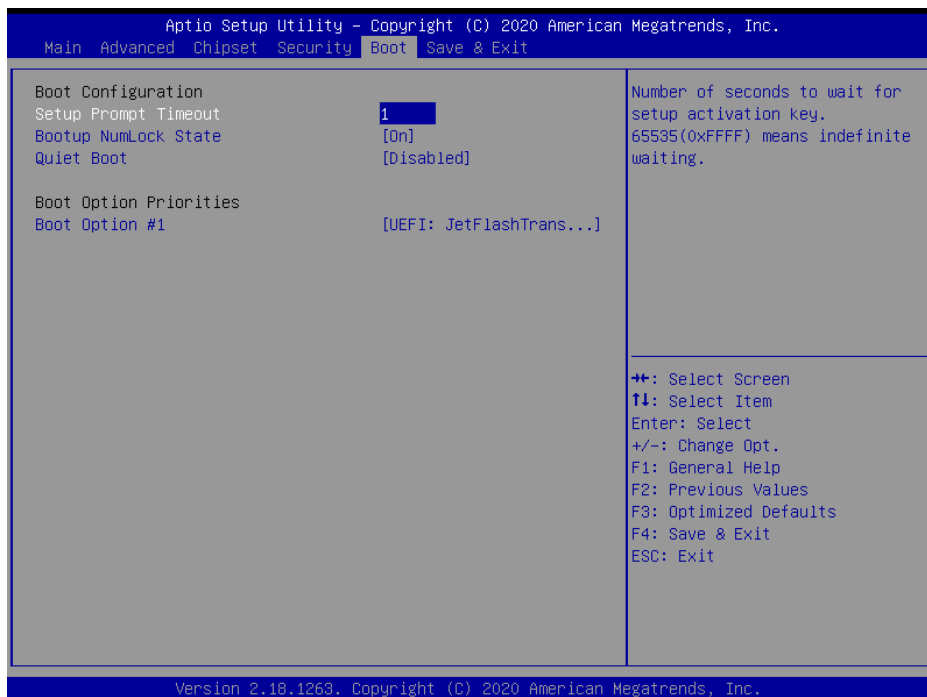 Aptio Setup Utility – Copyright (C) 2020 American Megatrends, Inc.
Main Advanced Chipset Security Boot Save & Exit
Boot Configuration
Setup Prompt Timeout 1
Bootup NumLock State [On]
Quiet Boot [Disabled]
Boot Option Priorities
Boot Option #1 [UEFI: JetFlashTrans...]
Number of seconds to wait for
setup activation key.
65535(0xFFFF) means indefinite
waiting.
→←: Select Screen
↑↓: Select Item
Enter: Select
+/-: Change Opt.
F1: General Help
F2: Previous Values
F3: Optimized Defaults
F4: Save & Exit
ESC: Exit
Version 2.18.1263. Copyright (C) 2020 American Megatrends, Inc.